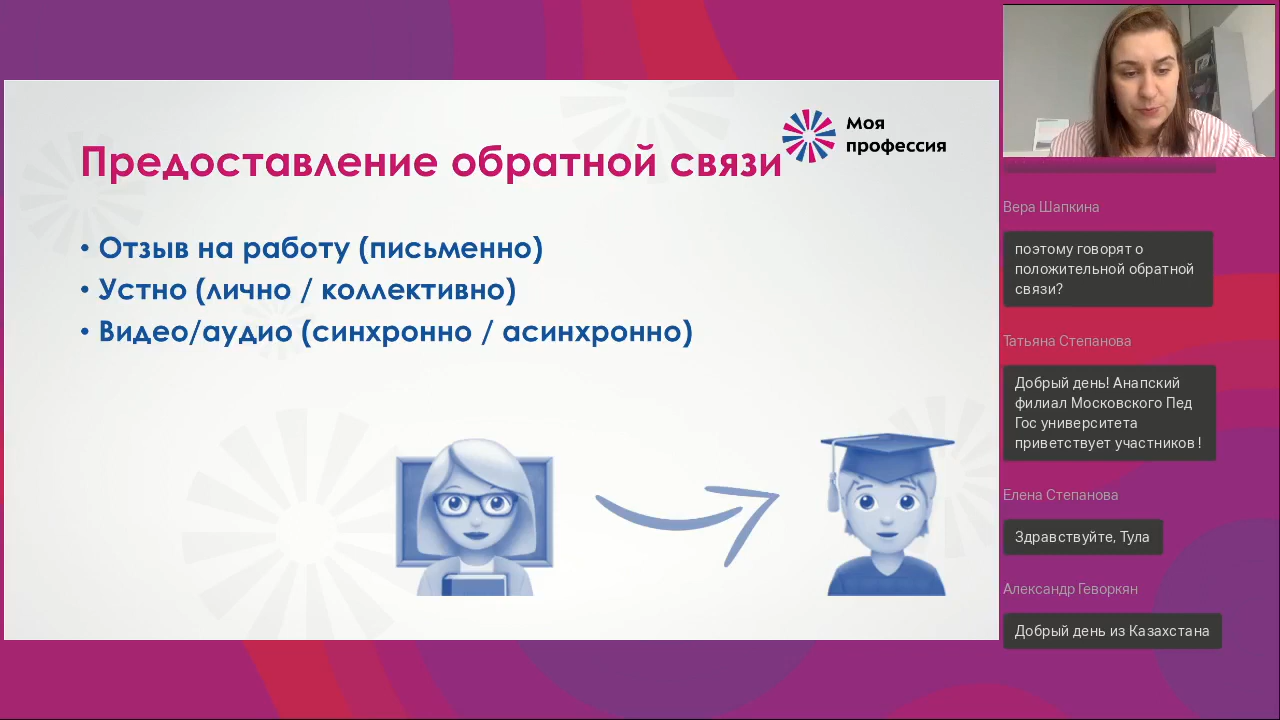 Моя
профессия
Предоставление обратной связи
• Отзыв на работу (письменно)
• Устно (лично / коллективно)
• Видео/аудио (синхронно / асинхронно)
Вера Шапкина
поэтому говорят о
положительной обратной
связи?
Татьяна Степанова
Добрый день! Анапский
филиал Московского Пед
Гос университета
приветствует участников !
Елена Степанова
Здравствуйте, Тула
Александр Геворкян
Добрый день из Казахстана